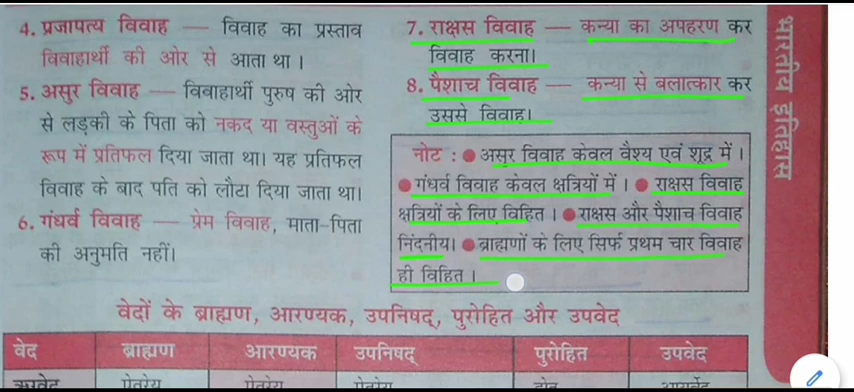 4. प्रजापत्य विवाह — विवाह का प्रस्ताव
विवाहार्थी की ओर से आता था।
5. असुर विवाह — विवाहार्थी पुरुष की ओर
से लड़की के पिता को नकद या वस्तुओं के
रूप में प्रतिफल दिया जाता था। यह प्रतिफल
विवाह के बाद पति को लौटा दिया जाता था।
6. गंधर्व विवाह — प्रेम विवाह, माता-पिता
की अनुमति नहीं।
7. राक्षस विवाह — कन्या का अपहरण कर
विवाह करना।
8. पैशाच विवाह — कन्या से बलात्कार कर
उससे विवाह।
नोट : ● असुर विवाह केवल वैश्य एवं शूद्र में।
● गंधर्व विवाह केवल क्षत्रियों में। ● राक्षस विवाह
क्षत्रियों के लिए विहित। ● राक्षस और पैशाच विवाह
निंदनीय। ● ब्राह्मणों के लिए सिर्फ प्रथम चार विवाह
ही विहित।
भारतीय इतिहास
वेदों के ब्राह्मण, आरण्यक, उपनिषद्, पुरोहित और उपवेद
वेद ब्राह्मण आरण्यक उपनिषद् पुरोहित उपवेद